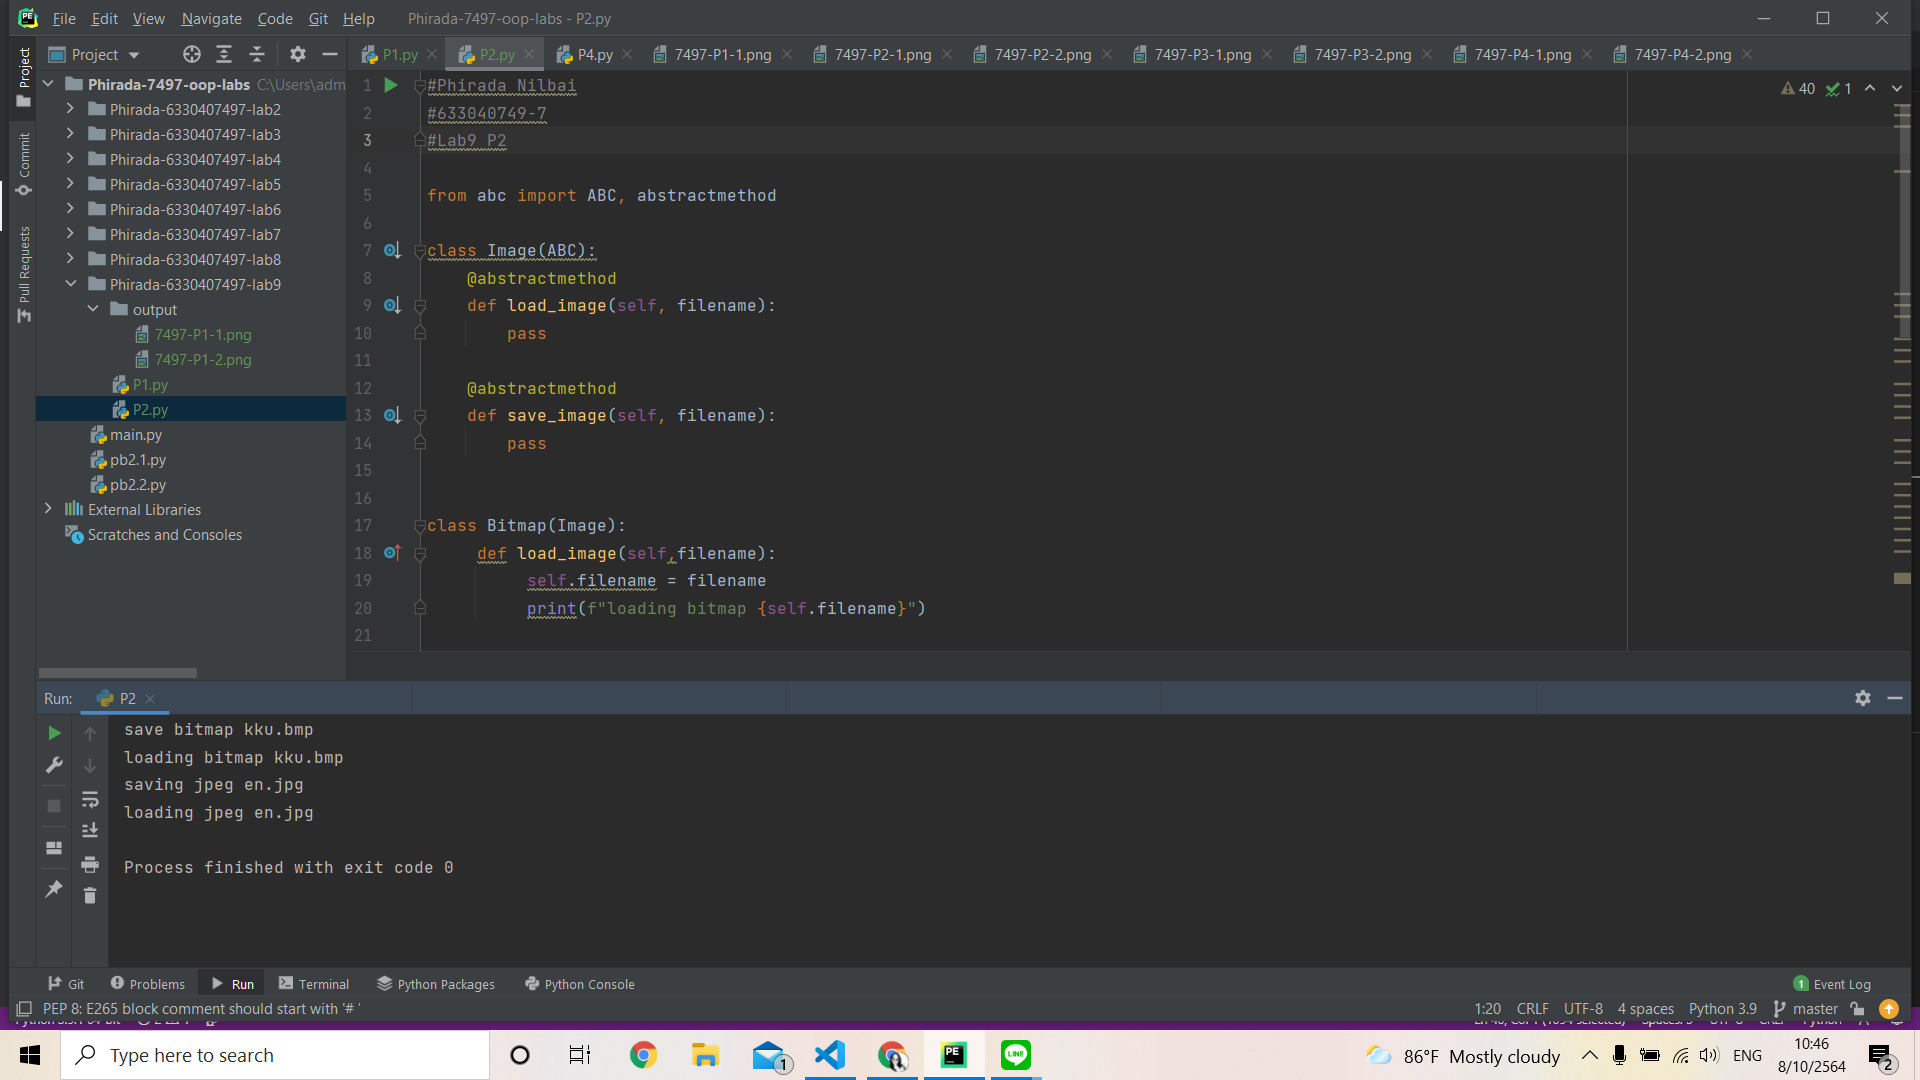 File Edit View Navigate Code Git Help Phirada-7497-oop-labs - P2.py
Project
P1.py P2.py P4.py 7497-P1-1.png 7497-P2-1.png 7497-P2-2.png 7497-P3-1.png 7497-P3-2.png 7497-P4-1.png 7497-P4-2.png
Project
Commit
Pull Requests
Phirada-7497-oop-labs C:\Users\adm
Phirada-6330407497-lab2
Phirada-6330407497-lab3
Phirada-6330407497-lab4
Phirada-6330407497-lab5
Phirada-6330407497-lab6
Phirada-6330407497-lab7
Phirada-6330407497-lab8
Phirada-6330407497-lab9
output
7497-P1-1.png
7497-P1-2.png
P1.py
P2.py
main.py
pb2.1.py
pb2.2.py
External Libraries
Scratches and Consoles
40 1
1 #Phirada Nilbai
2 #633040749-7
3 #Lab9 P2
4
5 from abc import ABC, abstractmethod
6
7 class Image(ABC):
8 @abstractmethod
9 def load_image(self, filename):
10 pass
11
12 @abstractmethod
13 def save_image(self, filename):
14 pass
15
16
17 class Bitmap(Image):
18 def load_image(self,filename):
19 self.filename = filename
20 print(f"loading bitmap {self.filename}")
21
Run: P2
save bitmap kku.bmp
loading bitmap kku.bmp
saving jpeg en.jpg
loading jpeg en.jpg
Process finished with exit code 0
Git Problems Run Terminal Python Packages Python Console 1 Event Log
PEP 8: E265 block comment should start with '# ' 1:20 CRLF UTF-8 4 spaces Python 3.9 master
Type here to search
1
PE
LINE
86°F Mostly cloudy ENG
10:46
8/10/2564
2